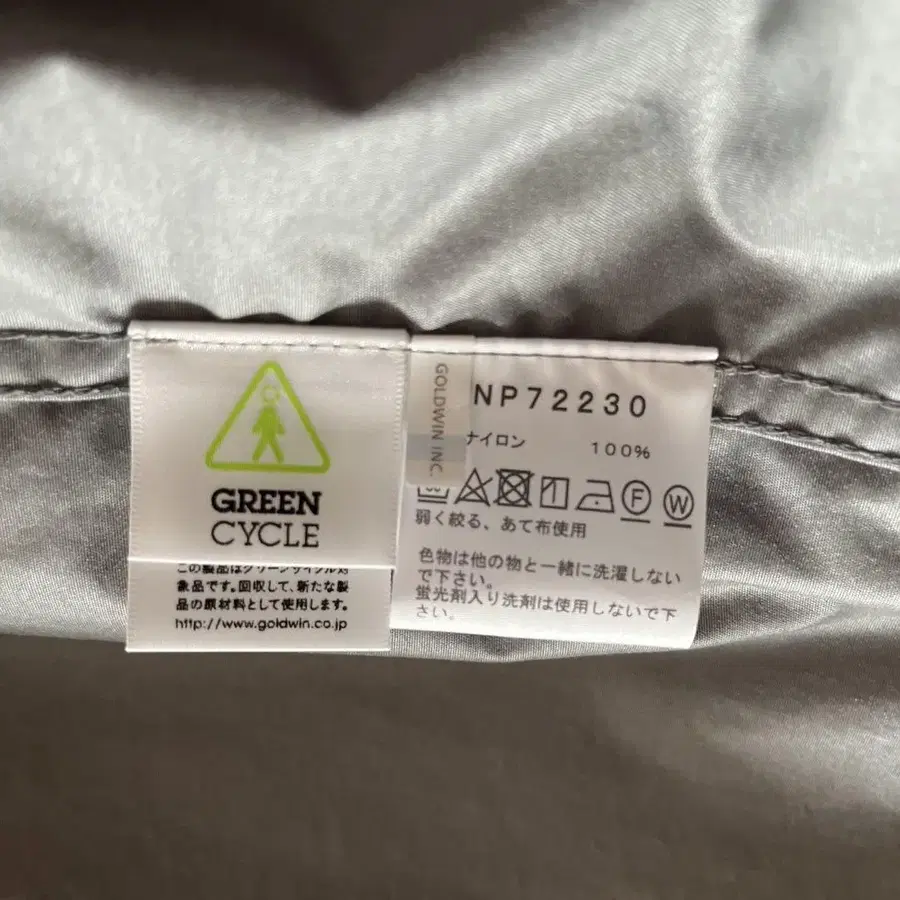 GREEN
CYCLE
この製品はグリーンサイクル対
象品です。回収して、新たな製
品の原材料として使用します。
http://www.goldwin.co.jp
GOLDWIN INC.
NP72230
ナイロン 100%
F W
弱く絞る、あて布使用
色物は他の物と一緒に洗濯しない
で下さい。
蛍光剤入り洗剤は使用しないで下
さい。